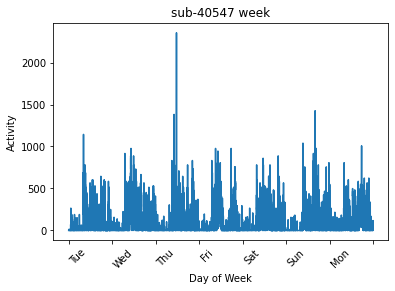 sub-40547 week
Activity
2000
1500
1000
500
0
Tue Wed Thu Fri Sat Sun Mon
Day of Week